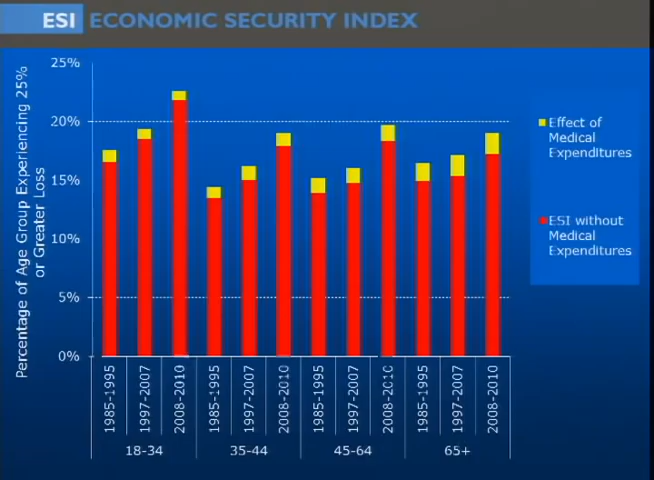 ESI ECONOMIC SECURITY INDEX
Percentage of Age Group Experiencing 25%
or Greater Loss
25%
20%
15%
10%
5%
0%
1985-1995
1997-2007
2008-2010
1985-1995
1997-2007
2008-2010
1985-1995
1997-2007
2008-2010
1985-1995
1997-2007
2008-2010
18-34
35-44
45-64
65+
Effect of
Medical
Expenditures
ESI without
Medical
Expenditures